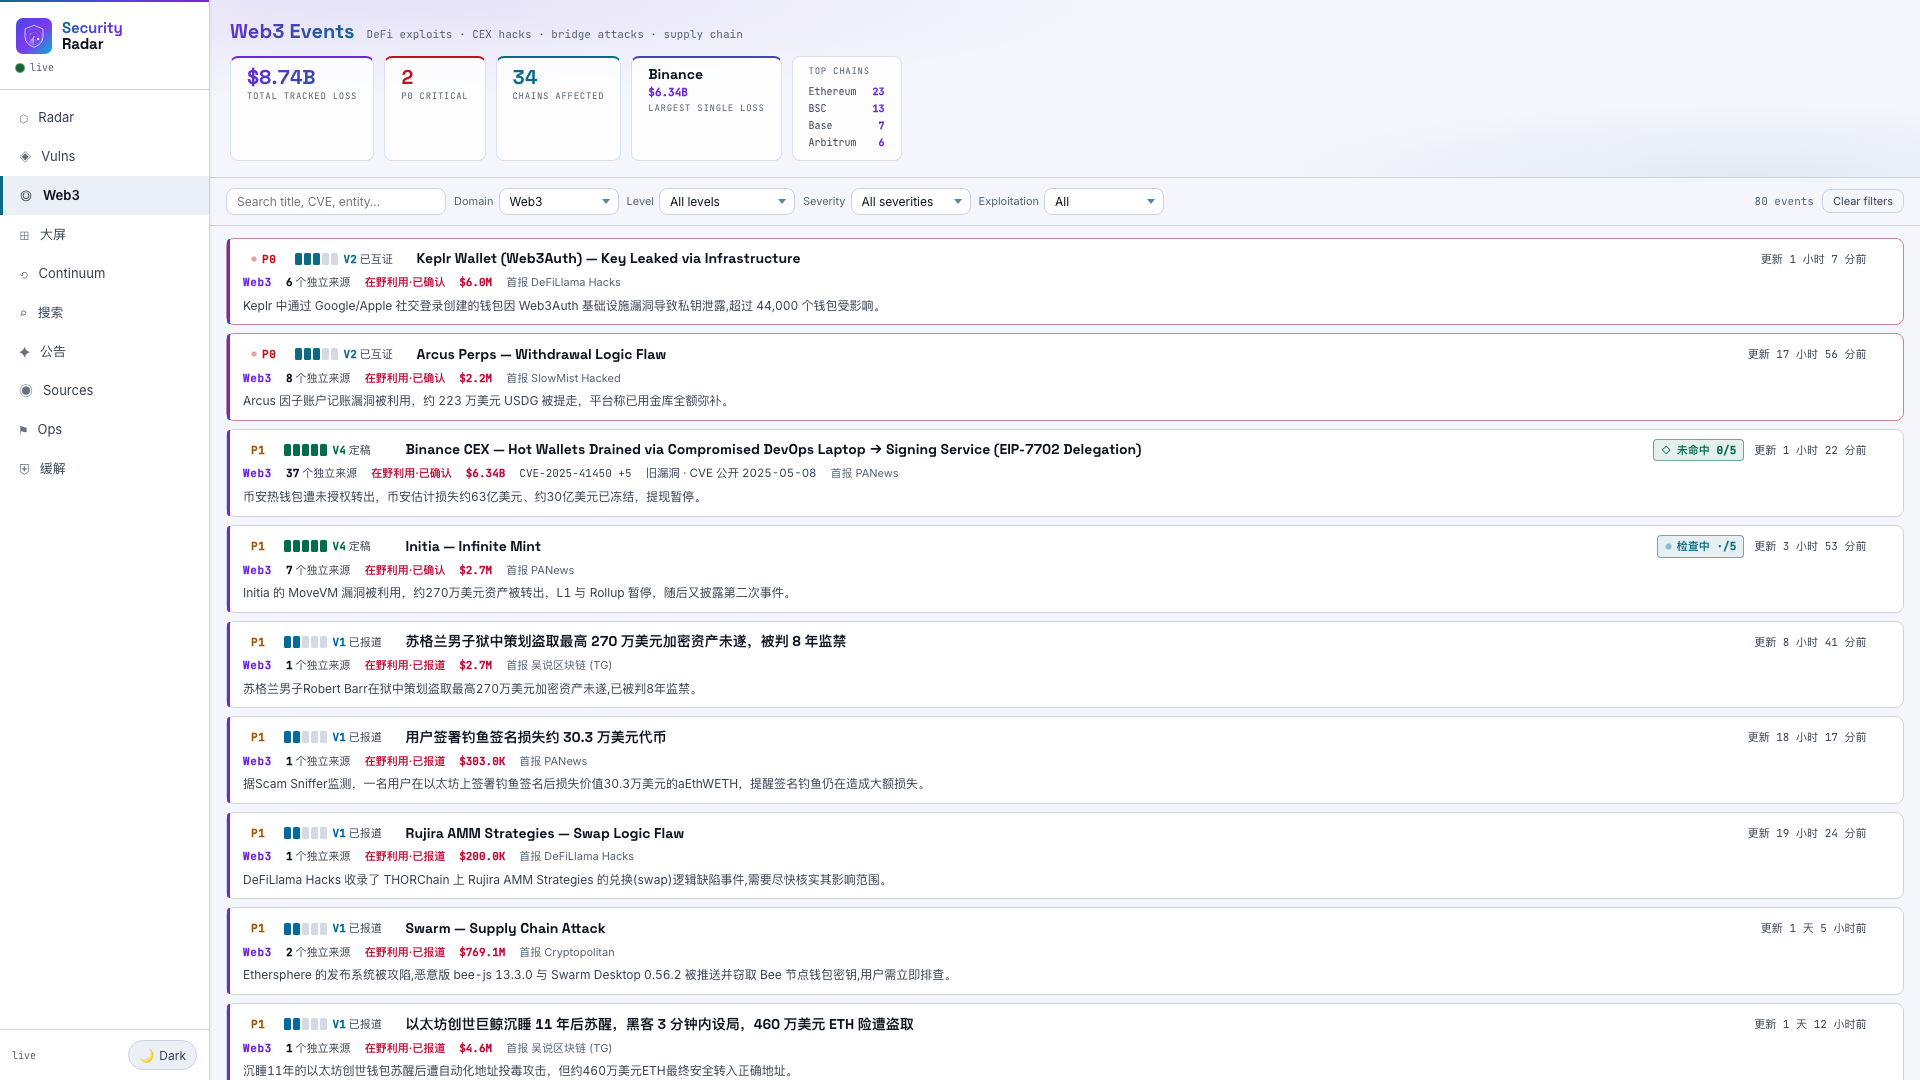 Security
Radar
live
Radar
Vulns
Web3
大屏
Continuum
搜索
公告
Sources
Ops
缓解
live
🌙 Dark
Web3 Events DeFi exploits · CEX hacks · bridge attacks · supply chain
$8.74B
TOTAL TRACKED LOSS
2
P0 CRITICAL
34
CHAINS AFFECTED
Binance
$6.34B
LARGEST SINGLE LOSS
TOP CHAINS
Ethereum 23
BSC 13
Base 7
Arbitrum 6
Search title, CVE, entity... Domain Web3 Level All levels Severity All severities Exploitation All 80 events Clear filters
P0 V2 已互证 Keplr Wallet (Web3Auth) — Key Leaked via Infrastructure 更新 1 小时 7 分前
Web3 6 个独立来源 在野利用·已确认 $6.0M 首报 DeFiLlama Hacks
Keplr 中通过 Google/Apple 社交登录创建的钱包因 Web3Auth 基础设施漏洞导致私钥泄露,超过 44,000 个钱包受影响。
P0 V2 已互证 Arcus Perps — Withdrawal Logic Flaw 更新 17 小时 56 分前
Web3 8 个独立来源 在野利用·已确认 $2.2M 首报 SlowMist Hacked
Arcus 因子账户记账漏洞被利用，约 223 万美元 USDG 被提走，平台称已用金库全额弥补。
P1 V4 定稿 Binance CEX — Hot Wallets Drained via Compromised DevOps Laptop → Signing Service (EIP-7702 Delegation) ◇ 未命中 0/5 更新 1 小时 22 分前
Web3 37 个独立来源 在野利用·已确认 $6.34B CVE-2025-41450 +5 旧漏洞 · CVE 公开 2025-05-08 首报 PANews
币安热钱包遭未授权转出，币安估计损失约63亿美元、约30亿美元已冻结，提现暂停。
P1 V4 定稿 Initia — Infinite Mint 检查中 ·/5 更新 3 小时 53 分前
Web3 7 个独立来源 在野利用·已确认 $2.7M 首报 PANews
Initia 的 MoveVM 漏洞被利用，约270万美元资产被转出，L1 与 Rollup 暂停，随后又披露第二次事件。
P1 V1 已报道 苏格兰男子狱中策划盗取最高 270 万美元加密资产未遂，被判 8 年监禁 更新 8 小时 41 分前
Web3 1 个独立来源 在野利用·已报道 $2.7M 首报 吴说区块链 (TG)
苏格兰男子Robert Barr在狱中策划盗取最高270万美元加密资产未遂,已被判8年监禁。
P1 V1 已报道 用户签署钓鱼签名损失约 30.3 万美元代币 更新 18 小时 17 分前
Web3 1 个独立来源 在野利用·已报道 $303.0K 首报 PANews
据Scam Sniffer监测，一名用户在以太坊上签署钓鱼签名后损失价值30.3万美元的aEthWETH，提醒签名钓鱼仍在造成大额损失。
P1 V1 已报道 Rujira AMM Strategies — Swap Logic Flaw 更新 19 小时 24 分前
Web3 1 个独立来源 在野利用·已报道 $200.0K 首报 DeFiLlama Hacks
DeFiLlama Hacks 收录了 THORChain 上 Rujira AMM Strategies 的兑换(swap)逻辑缺陷事件,需要尽快核实其影响范围。
P1 V1 已报道 Swarm — Supply Chain Attack 更新 1 天 5 小时前
Web3 2 个独立来源 在野利用·已报道 $769.1M 首报 Cryptopolitan
Ethersphere 的发布系统被攻陷,恶意版 bee-js 13.3.0 与 Swarm Desktop 0.56.2 被推送并窃取 Bee 节点钱包密钥,用户需立即排查。
P1 V1 已报道 以太坊创世巨鲸沉睡 11 年后苏醒，黑客 3 分钟内设局，460 万美元 ETH 险遭盗取 更新 1 天 12 小时前
Web3 1 个独立来源 在野利用·已报道 $4.6M 首报 吴说区块链 (TG)
沉睡11年的以太坊创世钱包苏醒后遭自动化地址投毒攻击，但约460万美元ETH最终安全转入正确地址。